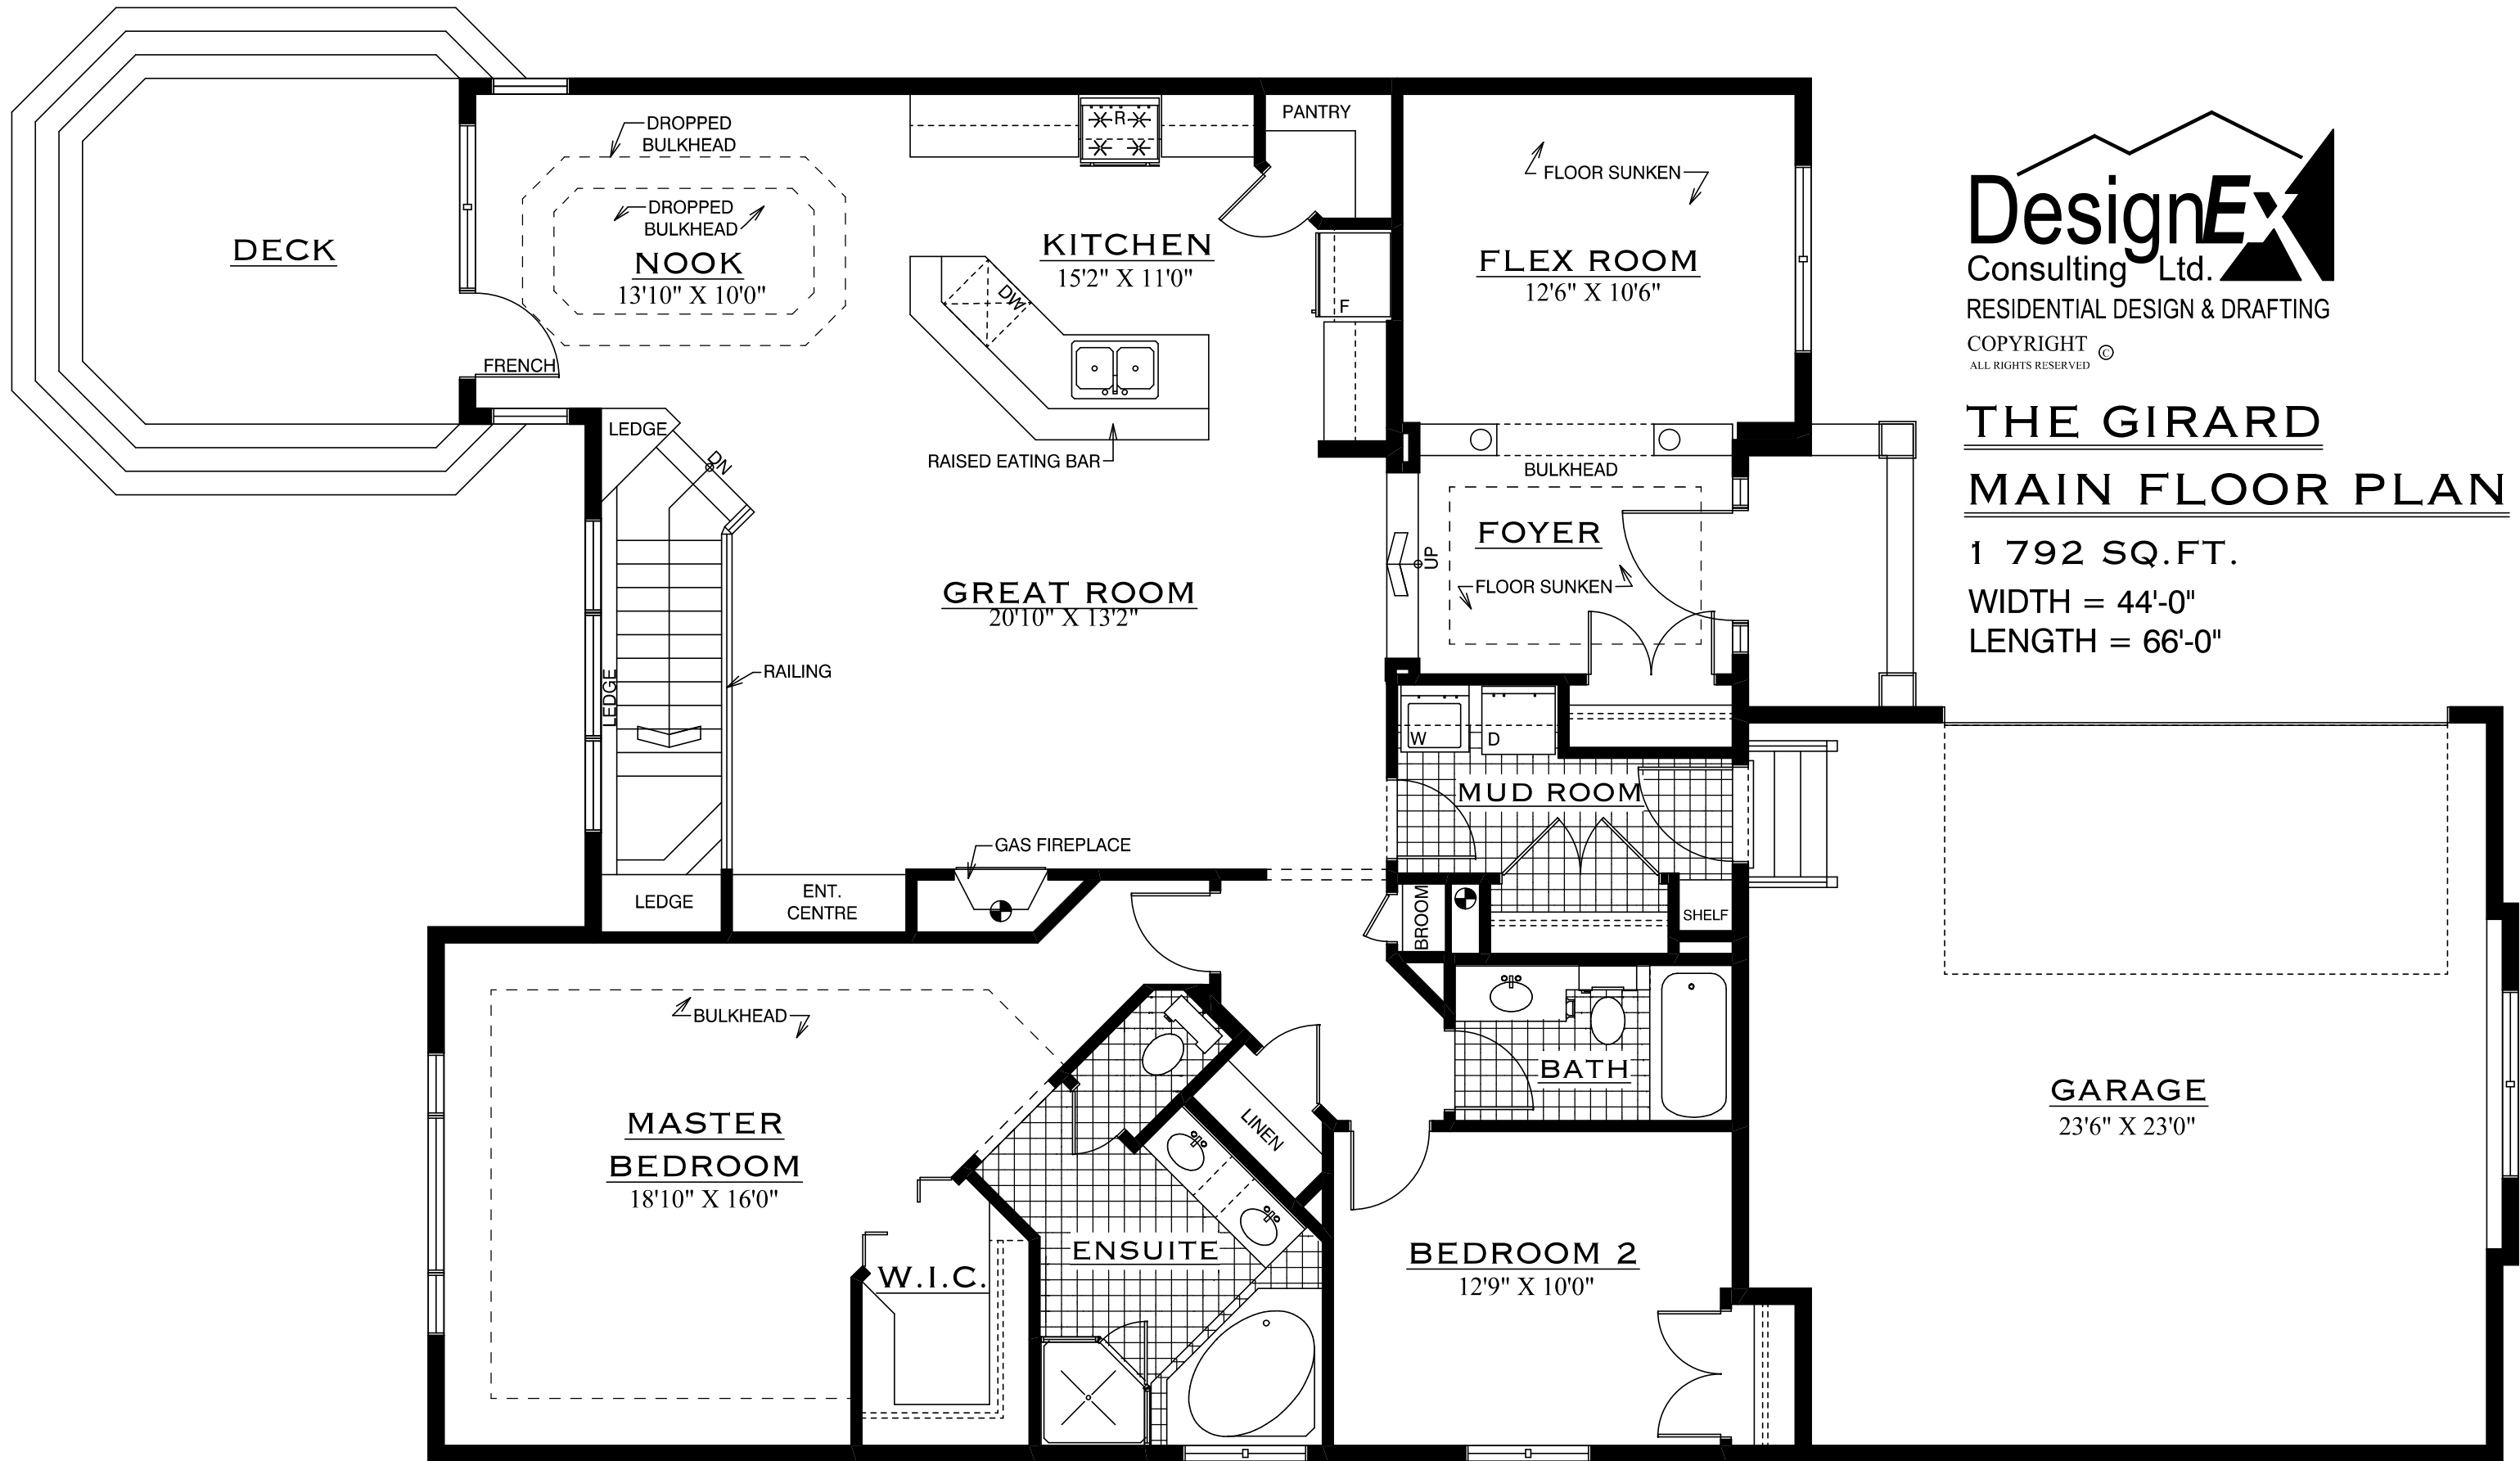 DECK
DROPPED
BULKHEAD
DROPPED
BULKHEAD
NOOK
13'10" X 10'0"
FRENCH
R
PANTRY
KITCHEN
15'2" X 11'0"
DW
F
RAISED EATING BAR
FLOOR SUNKEN
FLEX ROOM
12'6" X 10'6"
DesignEx
Consulting Ltd.
RESIDENTIAL DESIGN & DRAFTING
COPYRIGHT ©
ALL RIGHTS RESERVED
THE GIRARD
MAIN FLOOR PLAN
1 792 SQ.FT.
WIDTH = 44'-0"
LENGTH = 66'-0"
LEDGE
DN
LEDGE
RAILING
LEDGE
GREAT ROOM
20'10" X 13'2"
BULKHEAD
FOYER
UP
FLOOR SUNKEN
W
D
MUD ROOM
GAS FIREPLACE
ENT.
CENTRE
BROOM
SHELF
BULKHEAD
MASTER
BEDROOM
18'10" X 16'0"
LINEN
BATH
ENSUITE
W.I.C.
BEDROOM 2
12'9" X 10'0"
GARAGE
23'6" X 23'0"